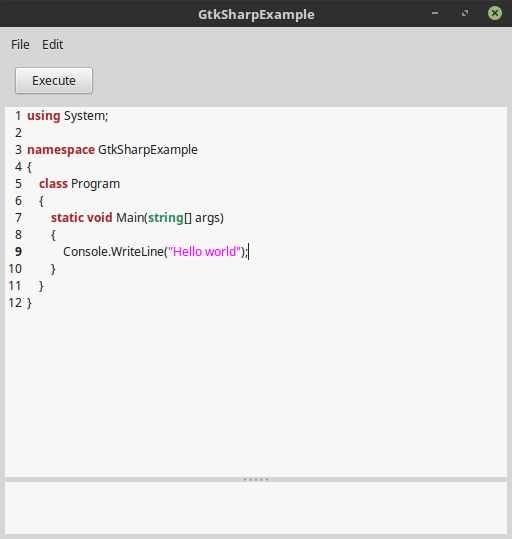 GtkSharpExample
File Edit
Execute
1 using System;
2
3 namespace GtkSharpExample
4 {
5     class Program
6     {
7         static void Main(string[] args)
8         {
9             Console.WriteLine("Hello world");
10         }
11     }
12 }